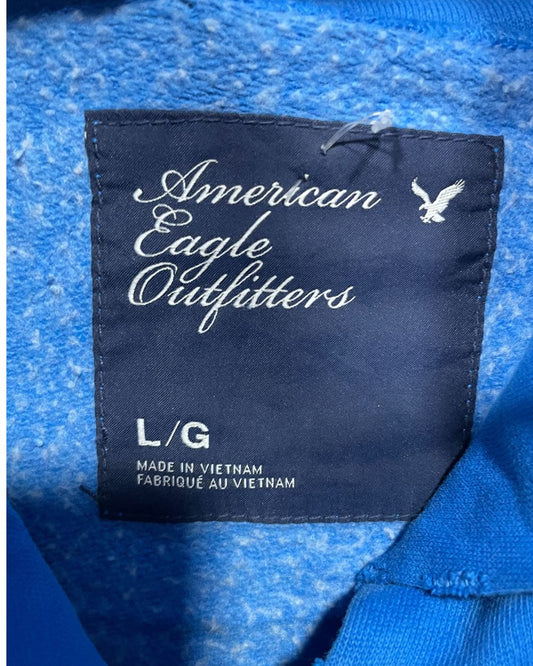 American
Eagle
Outfitters
L/G
MADE IN VIETNAM
FABRIQUÉ AU VIETNAM